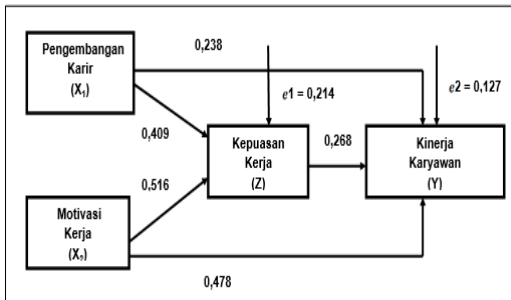 Pengembangan
Karir
(X₁)
0,238
e1 = 0,214
e2 = 0,127
0,409
Kepuasan
Kerja
(Z)
0,268
Kinerja
Karyawan
(Y)
0,516
Motivasi
Kerja
(X₂)
0,478